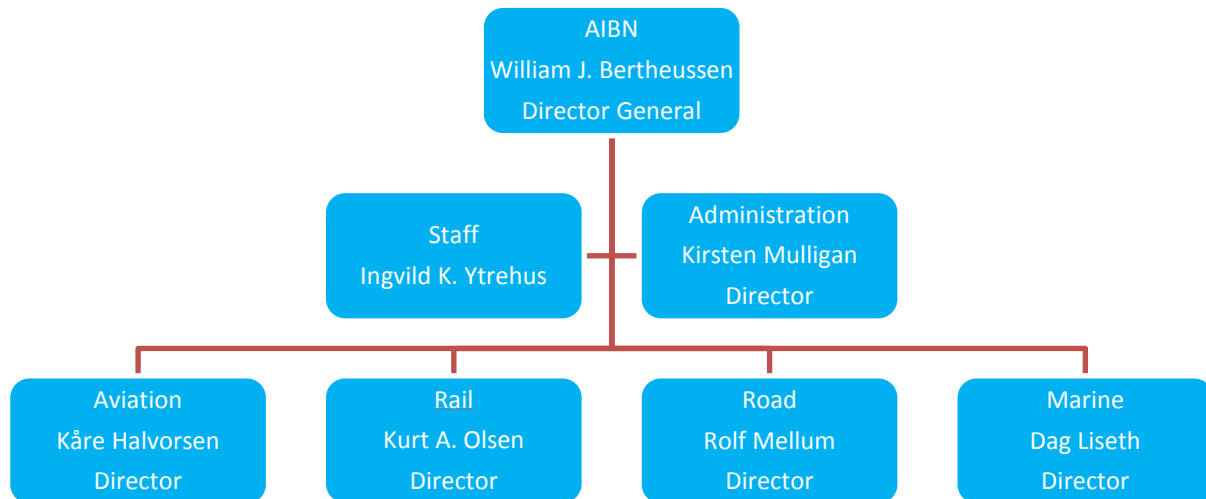 AIBN
William J. Bertheussen
Director General
Staff
Ingvild K. Ytrehus
Administration
Kirsten Mulligan
Director
Aviation
Kåre Halvorsen
Director
Rail
Kurt A. Olsen
Director
Road
Rolf Mellum
Director
Marine
Dag Liseth
Director